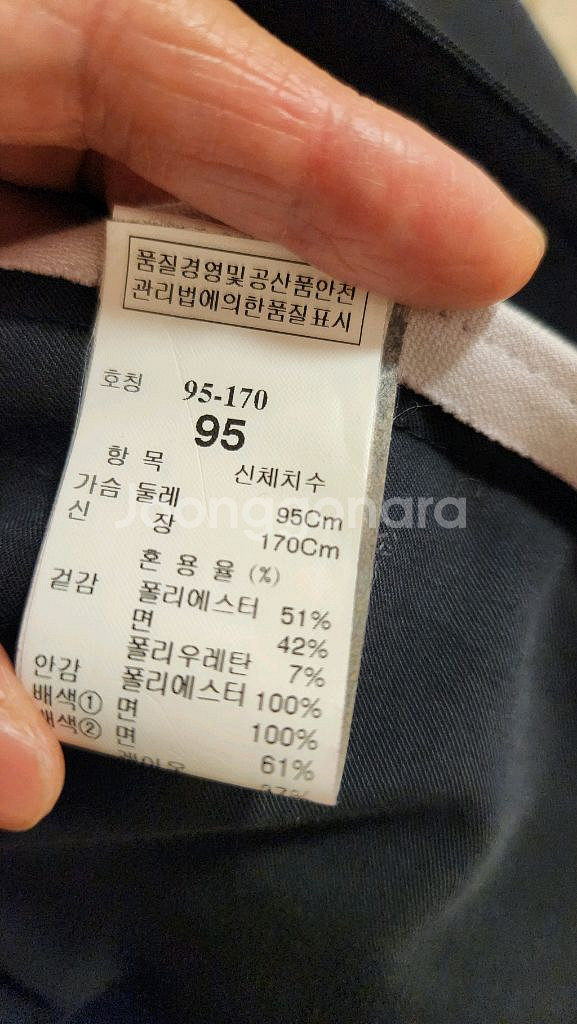 품질경영및공산품안전
관리법에의한품질표시
호칭 95-170
95
항 목 신체치수
가슴 둘레 95Cm
신 장 170Cm
혼 용 율 (%)
겉감 폴리에스터 51%
면 42%
폴리우레탄 7%
안감 폴리에스터 100%
배색① 면 100%
배색② 면 61%
Joonggonara